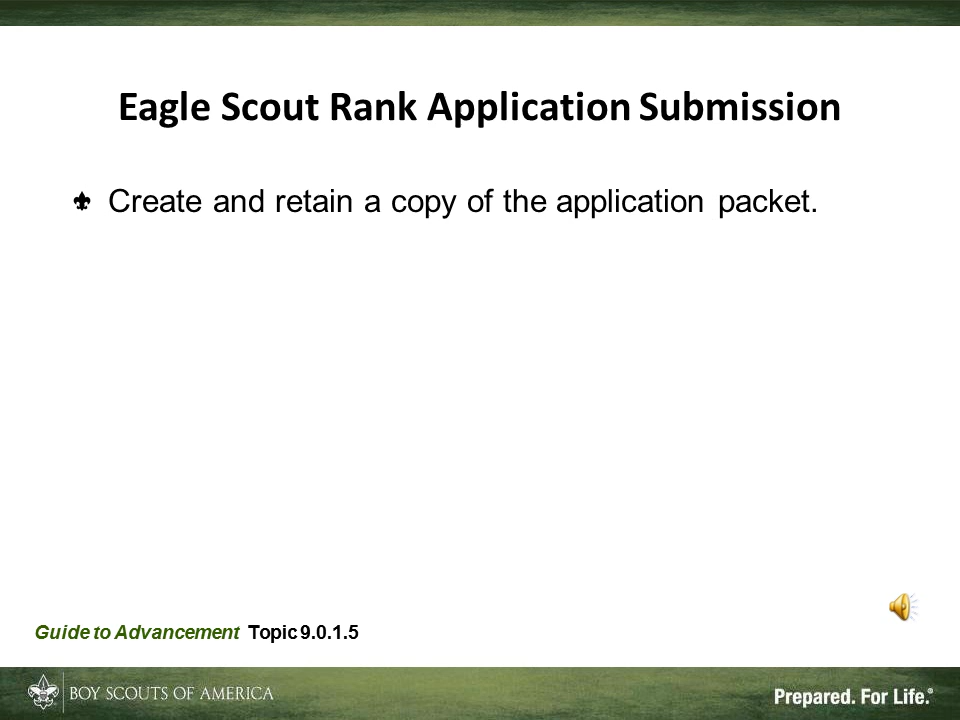 Eagle Scout Rank Application Submission
Create and retain a copy of the application packet.
Guide to Advancement Topic 9.0.1.5
BOY SCOUTS OF AMERICA
Prepared. For Life.®